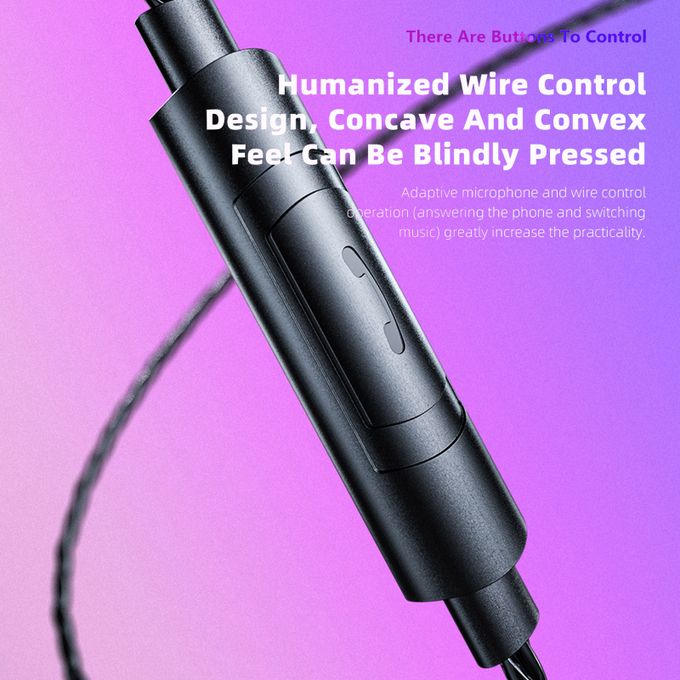 There Are Buttons To Control
Humanized Wire Control
Design, Concave And Convex
Feel Can Be Blindly Pressed
Adaptive microphone and wire control
operation (answering the phone and switching
music) greatly increase the practicality.